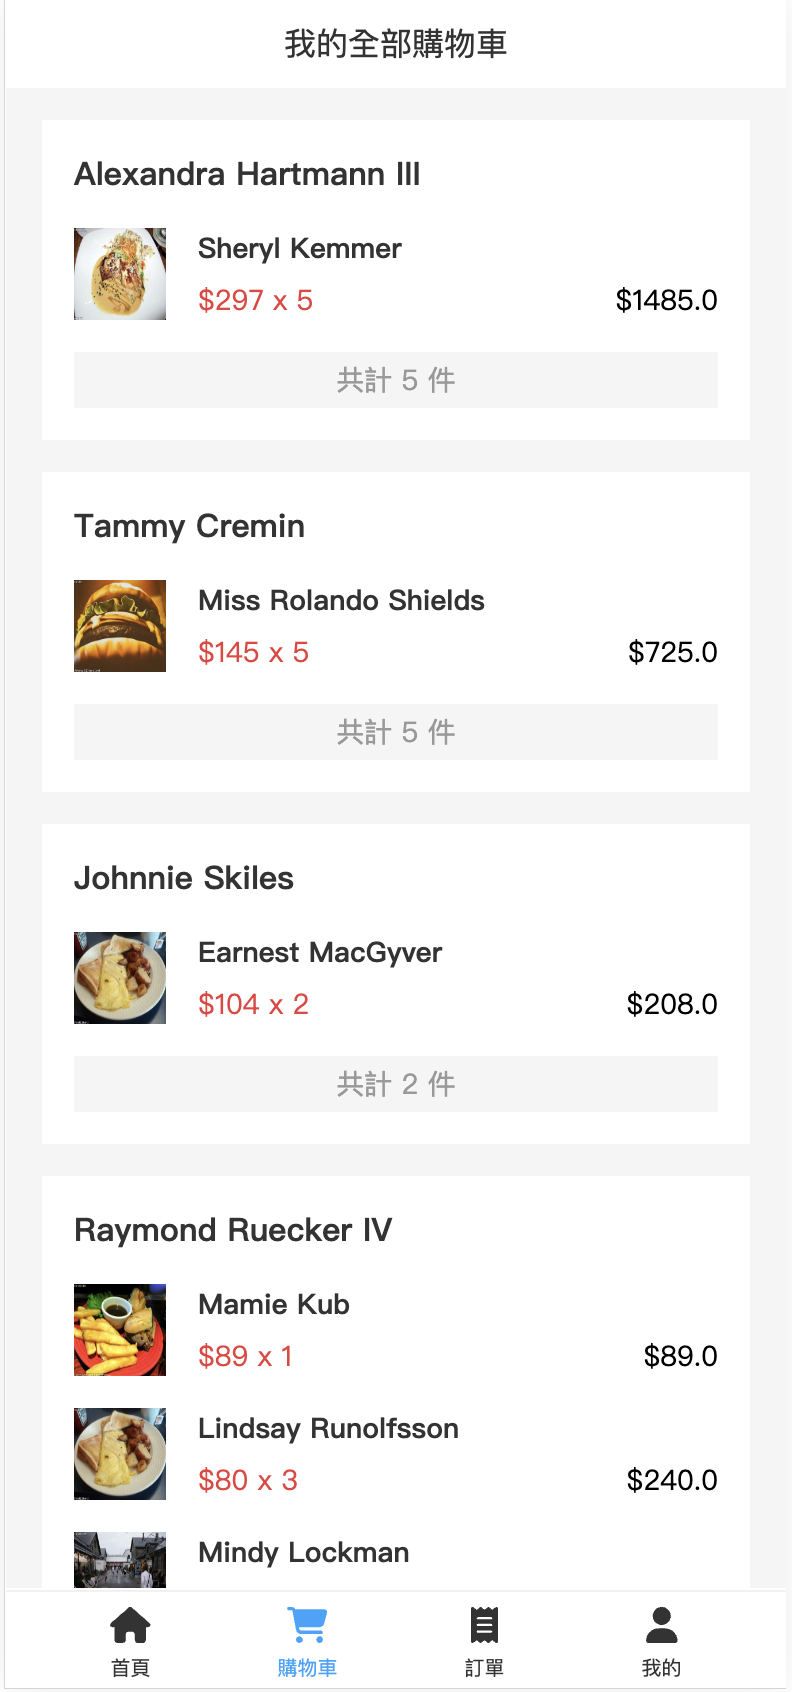 我的全部購物車
Alexandra Hartmann III
Sheryl Kemmer
$297 x 5 $1485.0
共計 5 件
Tammy Cremin
Miss Rolando Shields
$145 x 5 $725.0
共計 5 件
Johnnie Skiles
Earnest MacGyver
$104 x 2 $208.0
共計 2 件
Raymond Ruecker IV
Mamie Kub
$89 x 1 $89.0
Lindsay Runolfsson
$80 x 3 $240.0
Mindy Lockman
首頁 購物車 訂單 我的